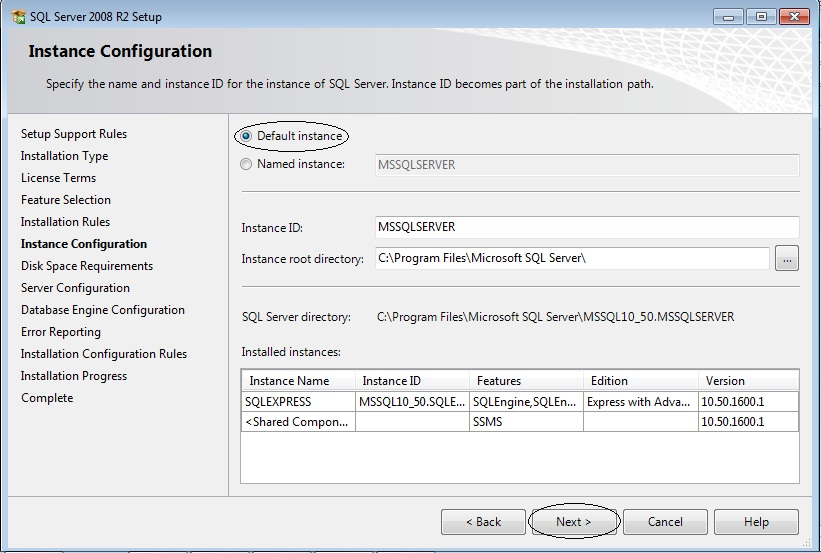 SQL Server 2008 R2 Setup
Instance Configuration
Specify the name and instance ID for the instance of SQL Server. Instance ID becomes part of the installation path.
Setup Support Rules
Installation Type
License Terms
Feature Selection
Installation Rules
Instance Configuration
Disk Space Requirements
Server Configuration
Database Engine Configuration
Error Reporting
Installation Configuration Rules
Installation Progress
Complete
Default instance
Named instance: MSSQLSERVER
Instance ID: MSSQLSERVER
Instance root directory: C:\Program Files\Microsoft SQL Server\ ...
SQL Server directory: C:\Program Files\Microsoft SQL Server\MSSQL10_50.MSSQLSERVER
Installed instances:
Instance Name Instance ID Features Edition Version
SQLEXPRESS MSSQL10_50.SQLE... SQLEngine,SQLEn... Express with Adva... 10.50.1600.1
<Shared Compon... SSMS 10.50.1600.1
< Back Next > Cancel Help